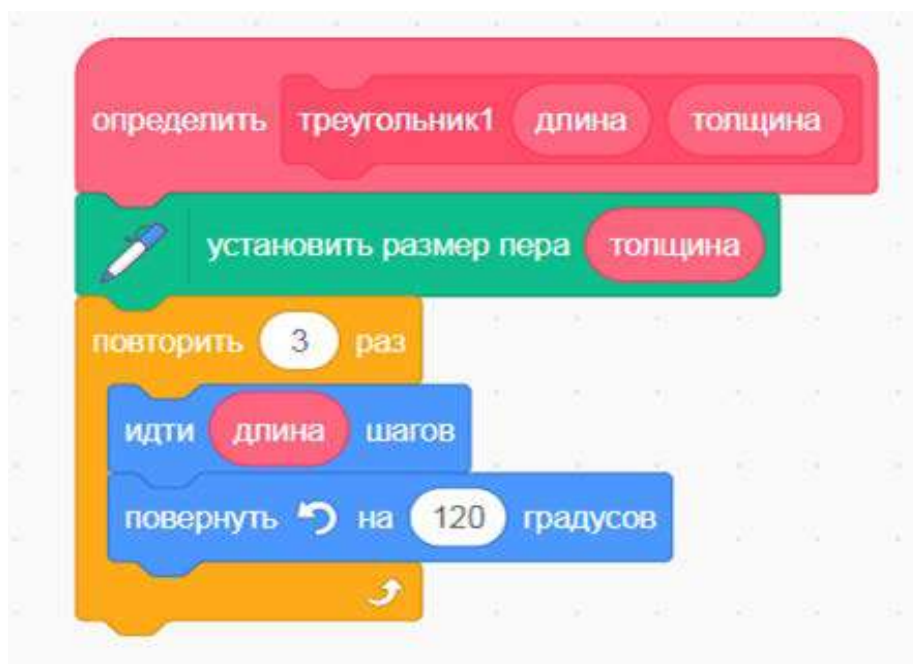 определить треугольник1 длина толщина
установить размер пера толщина
повторить 3 раз
идти длина шагов
повернуть на 120 градусов